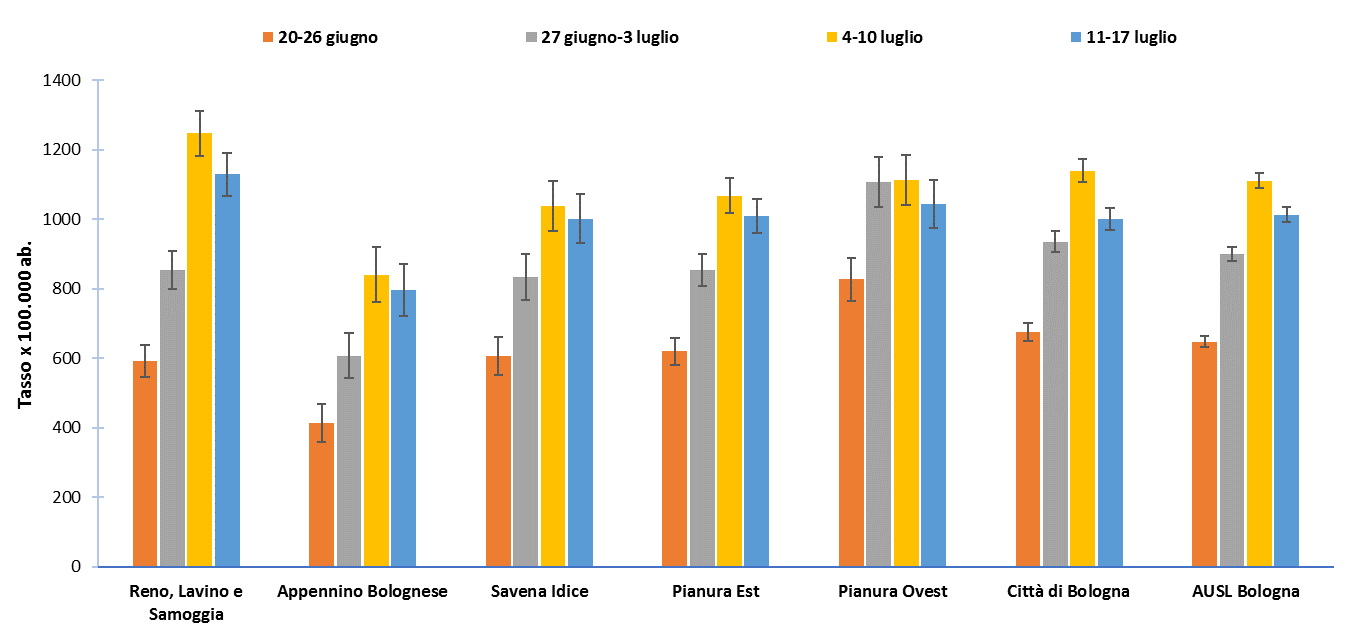 20-26 giugno
27 giugno-3 luglio
4-10 luglio
11-17 luglio
Tasso x 100.000 ab.
1400
1200
1000
800
600
400
200
0
Reno, Lavino e
Samoggia
Appennino Bolognese
Savena Idice
Pianura Est
Pianura Ovest
Città di Bologna
AUSL Bologna